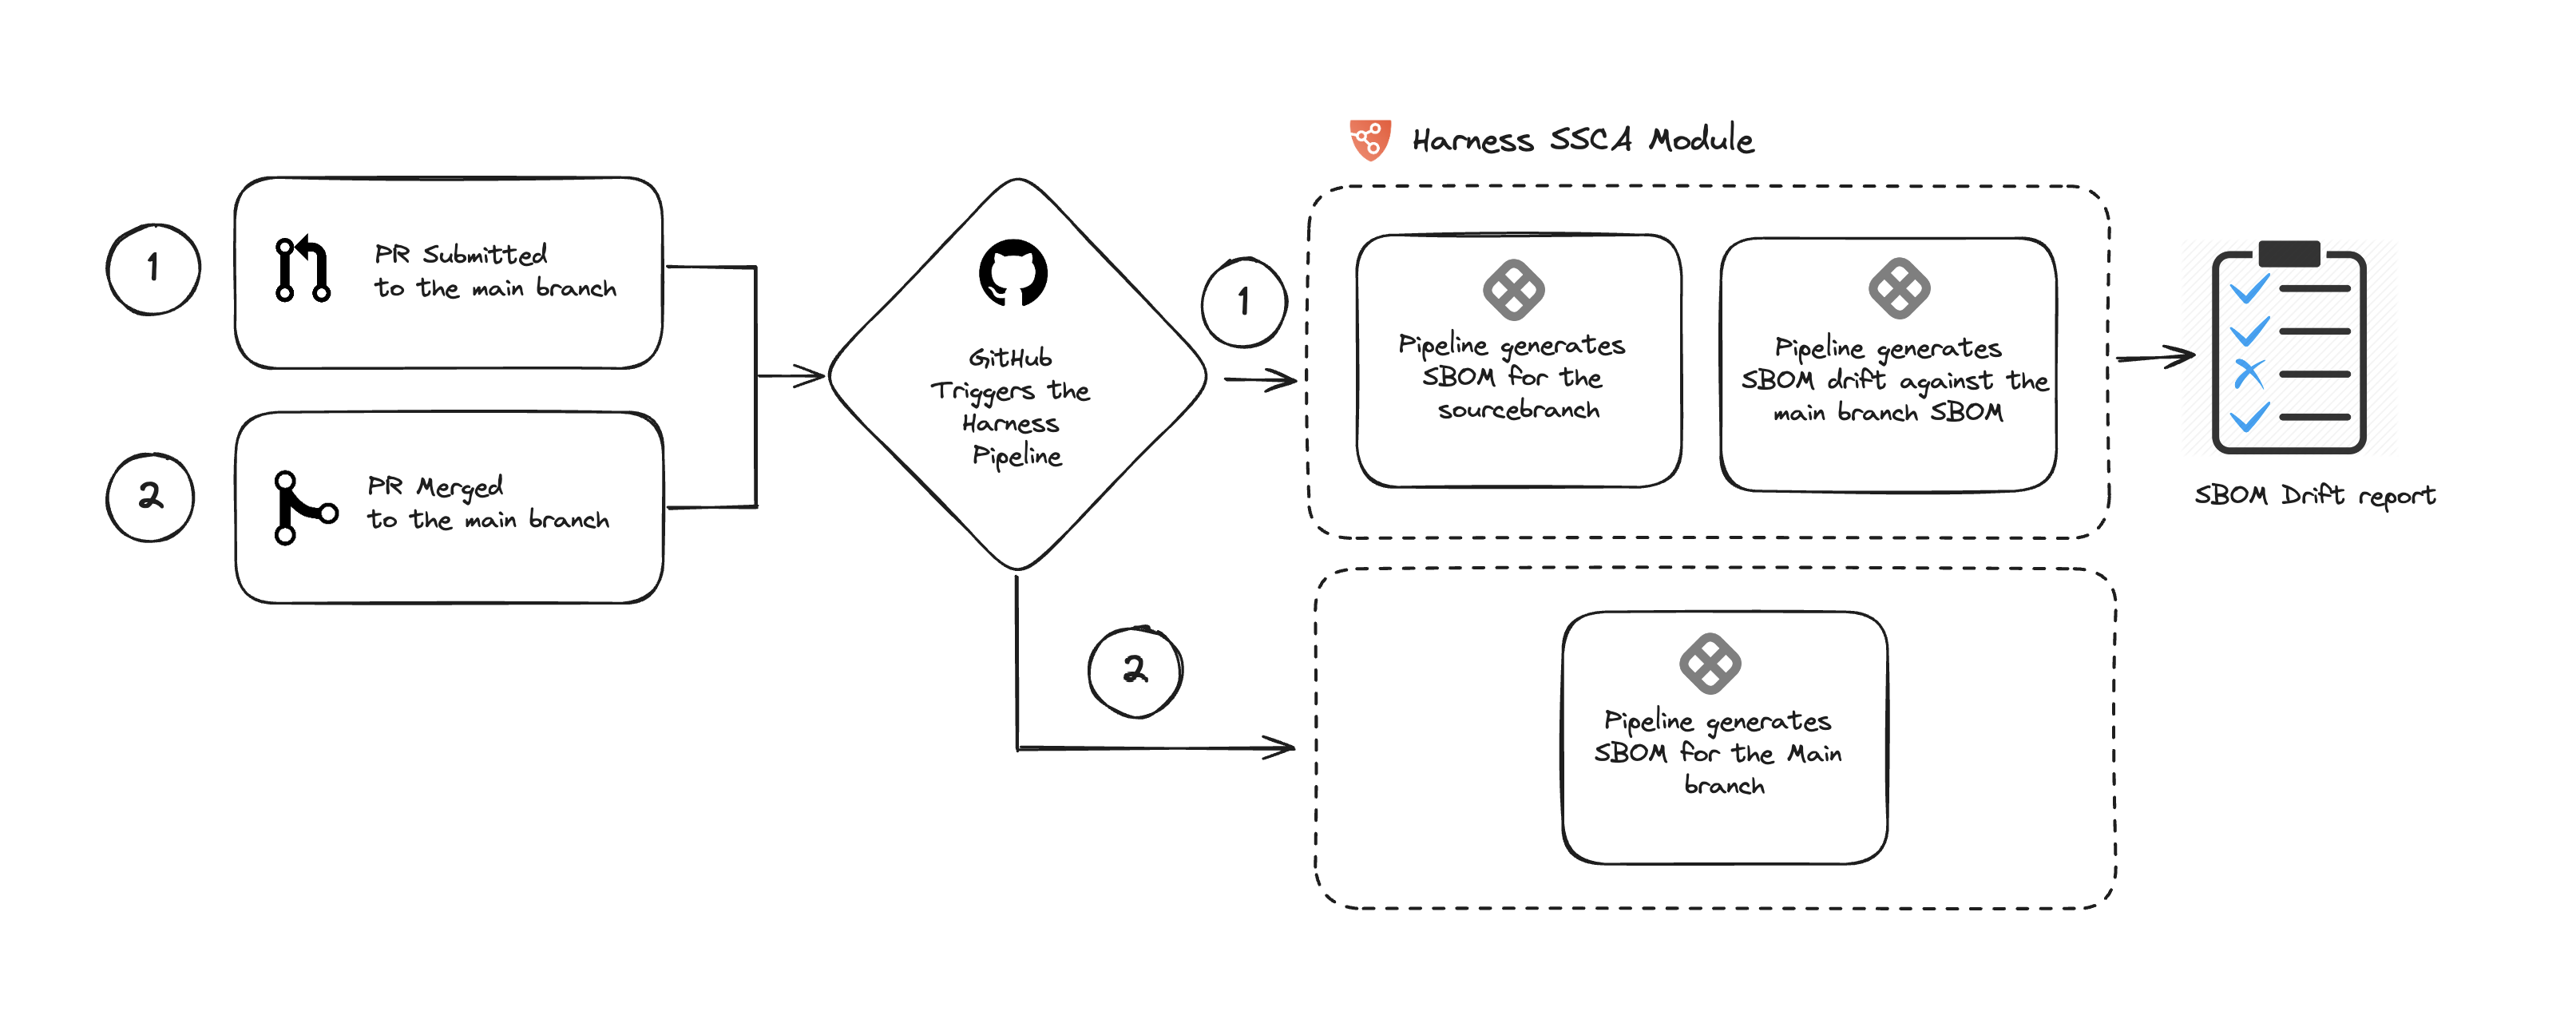 Harness SSCA Module
1
PR Submitted
to the main branch
2
PR Merged
to the main branch
GitHub
Triggers the
Harness
Pipeline
1
Pipeline generates
SBOM for the
sourcebranch
Pipeline generates
SBOM drift against the
main branch SBOM
SBOM Drift report
2
Pipeline generates
SBOM for the Main
branch